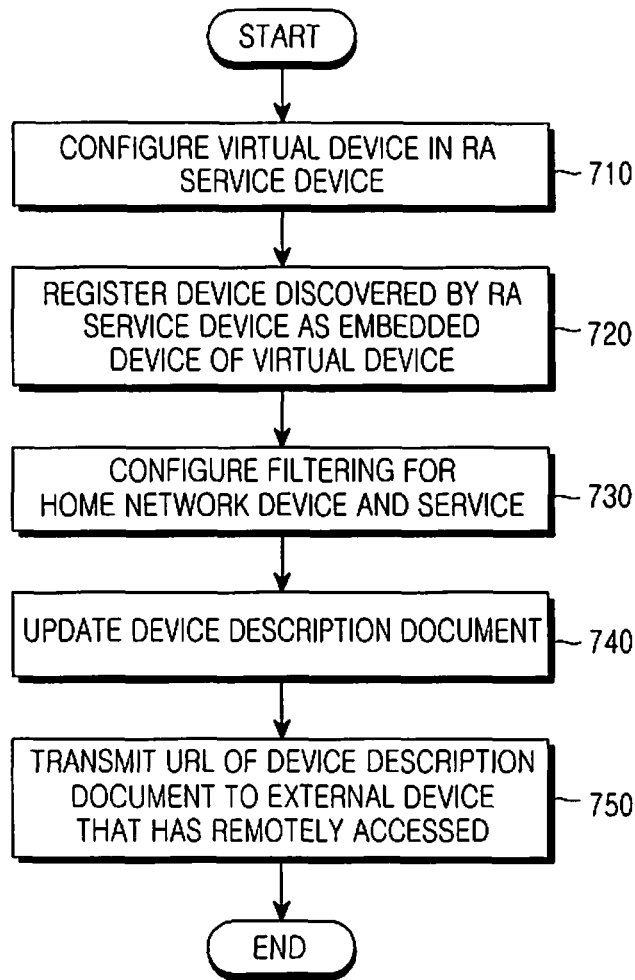 START
CONFIGURE VIRTUAL DEVICE IN RA
SERVICE DEVICE
710
REGISTER DEVICE DISCOVERED BY RA
SERVICE DEVICE AS EMBEDDED
DEVICE OF VIRTUAL DEVICE
720
CONFIGURE FILTERING FOR
HOME NETWORK DEVICE AND SERVICE
730
UPDATE DEVICE DESCRIPTION DOCUMENT
740
TRANSMIT URL OF DEVICE DESCRIPTION
DOCUMENT TO EXTERNAL DEVICE
THAT HAS REMOTELY ACCESSED
750
END